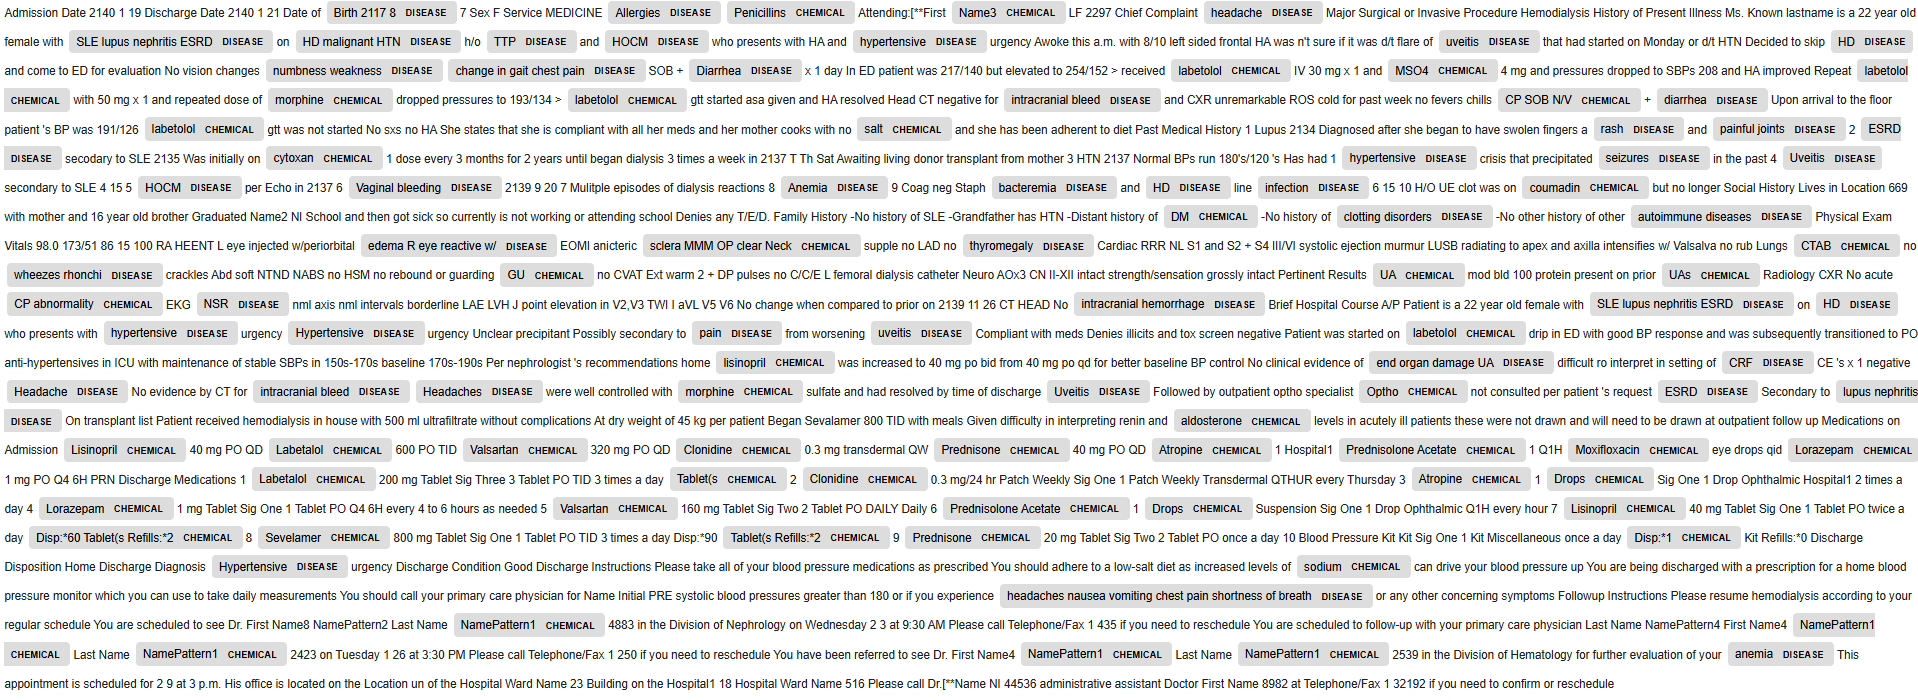 Admission Date 2140 1 19 Discharge Date 2140 1 21 Date of Birth 2117 8 DISEASE 7 Sex F Service MEDICINE Allergies DISEASE Penicillins CHEMICAL Attending:[**First Name3 CHEMICAL LF 2297 Chief Complaint headache DISEASE Major Surgical or Invasive Procedure Hemodialysis History of Present Illness Ms. Known lastname is a 22 year old
female with SLE lupus nephritis ESRD DISEASE on HD malignant HTN DISEASE h/o TTP DISEASE and HOCM DISEASE who presents with HA and hypertensive DISEASE urgency Awoke this a.m. with 8/10 left sided frontal HA was n't sure if it was d/t flare of uveitis DISEASE that had started on Monday or d/t HTN Decided to skip HD DISEASE
and come to ED for evaluation No vision changes numbness weakness DISEASE change in gait chest pain DISEASE SOB + Diarrhea DISEASE x 1 day In ED patient was 217/140 but elevated to 254/152 > received labetolol CHEMICAL IV 30 mg x 1 and MSO4 CHEMICAL 4 mg and pressures dropped to SBPs 208 and HA improved Repeat labetolol
CHEMICAL with 50 mg x 1 and repeated dose of morphine CHEMICAL dropped pressures to 193/134 > labetolol CHEMICAL gtt started asa given and HA resolved Head CT negative for intracranial bleed DISEASE and CXR unremarkable ROS cold for past week no fevers chills CP SOB N/V CHEMICAL + diarrhea DISEASE Upon arrival to the floor
patient 's BP was 191/126 labetolol CHEMICAL gtt was not started No sxs no HA She states that she is compliant with all her meds and her mother cooks with no salt CHEMICAL and she has been adherent to diet Past Medical History 1 Lupus 2134 Diagnosed after she began to have swolen fingers a rash DISEASE and painful joints DISEASE 2 ESRD
DISEASE secodary to SLE 2135 Was initially on cytoxan CHEMICAL 1 dose every 3 months for 2 years until began dialysis 3 times a week in 2137 T Th Sat Awaiting living donor transplant from mother 3 HTN 2137 Normal BPs run 180's/120 's Has had 1 hypertensive DISEASE crisis that precipitated seizures DISEASE in the past 4 Uveitis DISEASE
secondary to SLE 4 15 5 HOCM DISEASE per Echo in 2137 6 Vaginal bleeding DISEASE 2139 9 20 7 Mulitple episodes of dialysis reactions 8 Anemia DISEASE 9 Coag neg Staph bacteremia DISEASE and HD DISEASE line infection DISEASE 6 15 10 H/O UE clot was on coumadin CHEMICAL but no longer Social History Lives in Location 669
with mother and 16 year old brother Graduated Name2 NI School and then got sick so currently is not working or attending school Denies any T/E/D. Family History -No history of SLE -Grandfather has HTN -Distant history of DM CHEMICAL -No history of clotting disorders DISEASE -No other history of other autoimmune diseases DISEASE Physical Exam
Vitals 98.0 173/51 86 15 100 RA HEENT L eye injected w/periorbital edema R eye reactive w/ DISEASE EOMI anicteric sclera MMM OP clear Neck CHEMICAL supple no LAD no thyromegaly DISEASE Cardiac RRR NL S1 and S2 + S4 III/VI systolic ejection murmur LUSB radiating to apex and axilla intensifies w/ Valsalva no rub Lungs CTAB CHEMICAL no
wheezes rhonchi DISEASE crackles Abd soft NTND NABS no HSM no rebound or guarding GU CHEMICAL no CVAT Ext warm 2 + DP pulses no C/C/E L femoral dialysis catheter Neuro AOx3 CN II-XII intact strength/sensation grossly intact Pertinent Results UA CHEMICAL mod bld 100 protein present on prior UAs CHEMICAL Radiology CXR No acute
CP abnormality CHEMICAL EKG NSR DISEASE nml axis nml intervals borderline LAE LVH J point elevation in V2,V3 TWI I aVL V5 V6 No change when compared to prior on 2139 11 26 CT HEAD No intracranial hemorrhage DISEASE Brief Hospital Course A/P Patient is a 22 year old female with SLE lupus nephritis ESRD DISEASE on HD DISEASE
who presents with hypertensive DISEASE urgency Hypertensive DISEASE urgency Unclear precipitant Possibly secondary to pain DISEASE from worsening uveitis DISEASE Compliant with meds Denies illicits and tox screen negative Patient was started on labetolol CHEMICAL drip in ED with good BP response and was subsequently transitioned to PO
anti-hypertensives in ICU with maintenance of stable SBPs in 150s-170s baseline 170s-190s Per nephrologist 's recommendations home lisinopril CHEMICAL was increased to 40 mg po bid from 40 mg po qd for better baseline BP control No clinical evidence of end organ damage UA DISEASE difficult ro interpret in setting of CRF DISEASE CE 's x 1 negative
Headache DISEASE No evidence by CT for intracranial bleed DISEASE Headaches DISEASE were well controlled with morphine CHEMICAL sulfate and had resolved by time of discharge Uveitis DISEASE Followed by outpatient optho specialist Optho CHEMICAL not consulted per patient 's request ESRD DISEASE Secondary to lupus nephritis
DISEASE On transplant list Patient received hemodialysis in house with 500 ml ultrafiltrate without complications At dry weight of 45 kg per patient Began Sevalamer 800 TID with meals Given difficulty in interpreting renin and aldosterone CHEMICAL levels in acutely ill patients these were not drawn and will need to be drawn at outpatient follow up Medications on
Admission Lisinopril CHEMICAL 40 mg PO QD Labetalol CHEMICAL 600 PO TID Valsartan CHEMICAL 320 mg PO QD Clonidine CHEMICAL 0.3 mg transdermal QW Prednisone CHEMICAL 40 mg PO QD Atropine CHEMICAL 1 Hospital1 Prednisolone Acetate CHEMICAL 1 Q1H Moxifloxacin CHEMICAL eye drops qid Lorazepam CHEMICAL
1 mg PO Q4 6H PRN Discharge Medications 1 Labetalol CHEMICAL 200 mg Tablet Sig Three 3 Tablet PO TID 3 times a day Tablet(s CHEMICAL 2 Clonidine CHEMICAL 0.3 mg/24 hr Patch Weekly Sig One 1 Patch Weekly Transdermal QTHUR every Thursday 3 Atropine CHEMICAL 1 Drops CHEMICAL Sig One 1 Drop Ophthalmic Hospital1 2 times a
day 4 Lorazepam CHEMICAL 1 mg Tablet Sig One 1 Tablet PO Q4 6H every 4 to 6 hours as needed 5 Valsartan CHEMICAL 160 mg Tablet Sig Two 2 Tablet PO DAILY Daily 6 Prednisolone Acetate CHEMICAL 1 Drops CHEMICAL Suspension Sig One 1 Drop Ophthalmic Q1H every hour 7 Lisinopril CHEMICAL 40 mg Tablet Sig One 1 Tablet PO twice a
day Disp:*60 Tablet(s Refills:*2 CHEMICAL 8 Sevelamer CHEMICAL 800 mg Tablet Sig One 1 Tablet PO TID 3 times a day Disp:*90 Tablet(s Refills:*2 CHEMICAL 9 Prednisone CHEMICAL 20 mg Tablet Sig Two 2 Tablet PO once a day 10 Blood Pressure Kit Kit Sig One 1 Kit Miscellaneous once a day Disp:*1 CHEMICAL Kit Refills:*0 Discharge
Disposition Home Discharge Diagnosis Hypertensive DISEASE urgency Discharge Condition Good Discharge Instructions Please take all of your blood pressure medications as prescribed You should adhere to a low-salt diet as increased levels of sodium CHEMICAL can drive your blood pressure up You are being discharged with a prescription for a home blood
pressure monitor which you can use to take daily measurements You should call your primary care physician for Name Initial PRE systolic blood pressures greater than 180 or if you experience headaches nausea vomiting chest pain shortness of breath DISEASE or any other concerning symptoms Followup Instructions Please resume hemodialysis according to your
regular schedule You are scheduled to see Dr. First Name8 NamePattern2 Last Name NamePattern1 CHEMICAL 4883 in the Division of Nephrology on Wednesday 2 3 at 9:30 AM Please call Telephone/Fax 1 435 if you need to reschedule You are scheduled to follow-up with your primary care physician Last Name NamePattern4 First Name4 NamePattern1
CHEMICAL Last Name NamePattern1 CHEMICAL 2423 on Tuesday 1 26 at 3:30 PM Please call Telephone/Fax 1 250 if you need to reschedule You have been referred to see Dr. First Name4 NamePattern1 CHEMICAL Last Name NamePattern1 CHEMICAL 2539 in the Division of Hematology for further evaluation of your anemia DISEASE This
appointment is scheduled for 2 9 at 3 p.m. His office is located on the Location un of the Hospital Ward Name 23 Building on the Hospital1 18 Hospital Ward Name 516 Please call Dr.[**Name NI 44536 administrative assistant Doctor First Name 8982 at Telephone/Fax 1 32192 if you need to confirm or reschedule